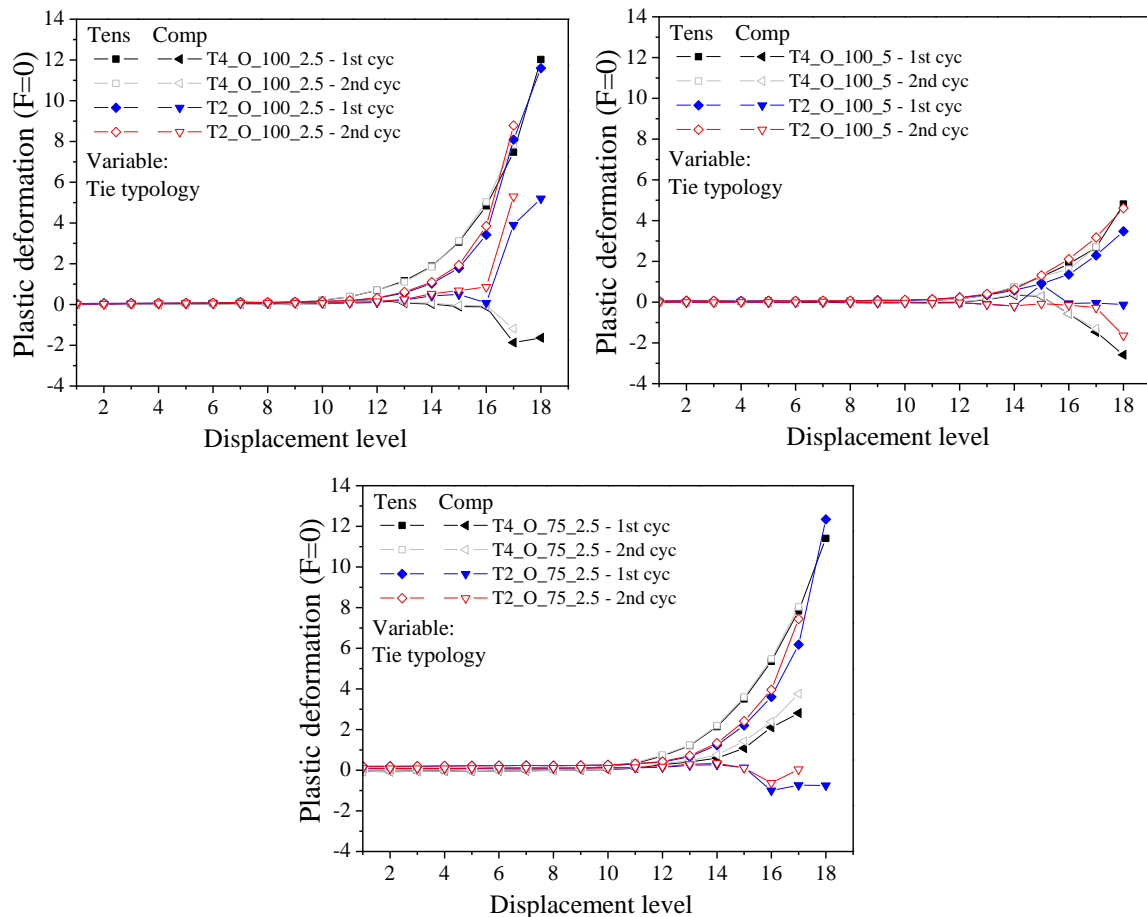 14
12
10
8
6
4
2
0
-2
-4
Plastic deformation (F=0)
Tens Comp
T4_O_100_2.5 - 1st cyc
T4_O_100_2.5 - 2nd cyc
T2_O_100_2.5 - 1st cyc
T2_O_100_2.5 - 2nd cyc
Variable:
Tie typology
2 4 6 8 10 12 14 16 18
Displacement level
14
12
10
8
6
4
2
0
-2
-4
Plastic deformation (F=0)
Tens Comp
T4_O_100_5 - 1st cyc
T4_O_100_5 - 2nd cyc
T2_O_100_5 - 1st cyc
T2_O_100_5 - 2nd cyc
Variable:
Tie typology
2 4 6 8 10 12 14 16 18
Displacement level
14
12
10
8
6
4
2
0
-2
-4
Plastic deformation (F=0)
Tens Comp
T4_O_75_2.5 - 1st cyc
T4_O_75_2.5 - 2nd cyc
T2_O_75_2.5 - 1st cyc
T2_O_75_2.5 - 2nd cyc
Variable:
Tie typology
2 4 6 8 10 12 14 16 18
Displacement level